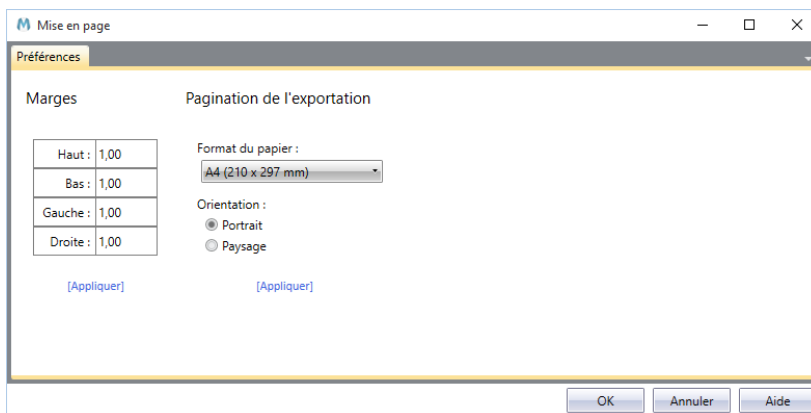 Mise en page
Préférences
Marges
Haut : 1,00
Bas : 1,00
Gauche : 1,00
Droite : 1,00
[Appliquer]
Pagination de l'exportation
Format du papier :
A4 (210 x 297 mm)
Orientation :
Portrait
Paysage
[Appliquer]
OK Annuler Aide